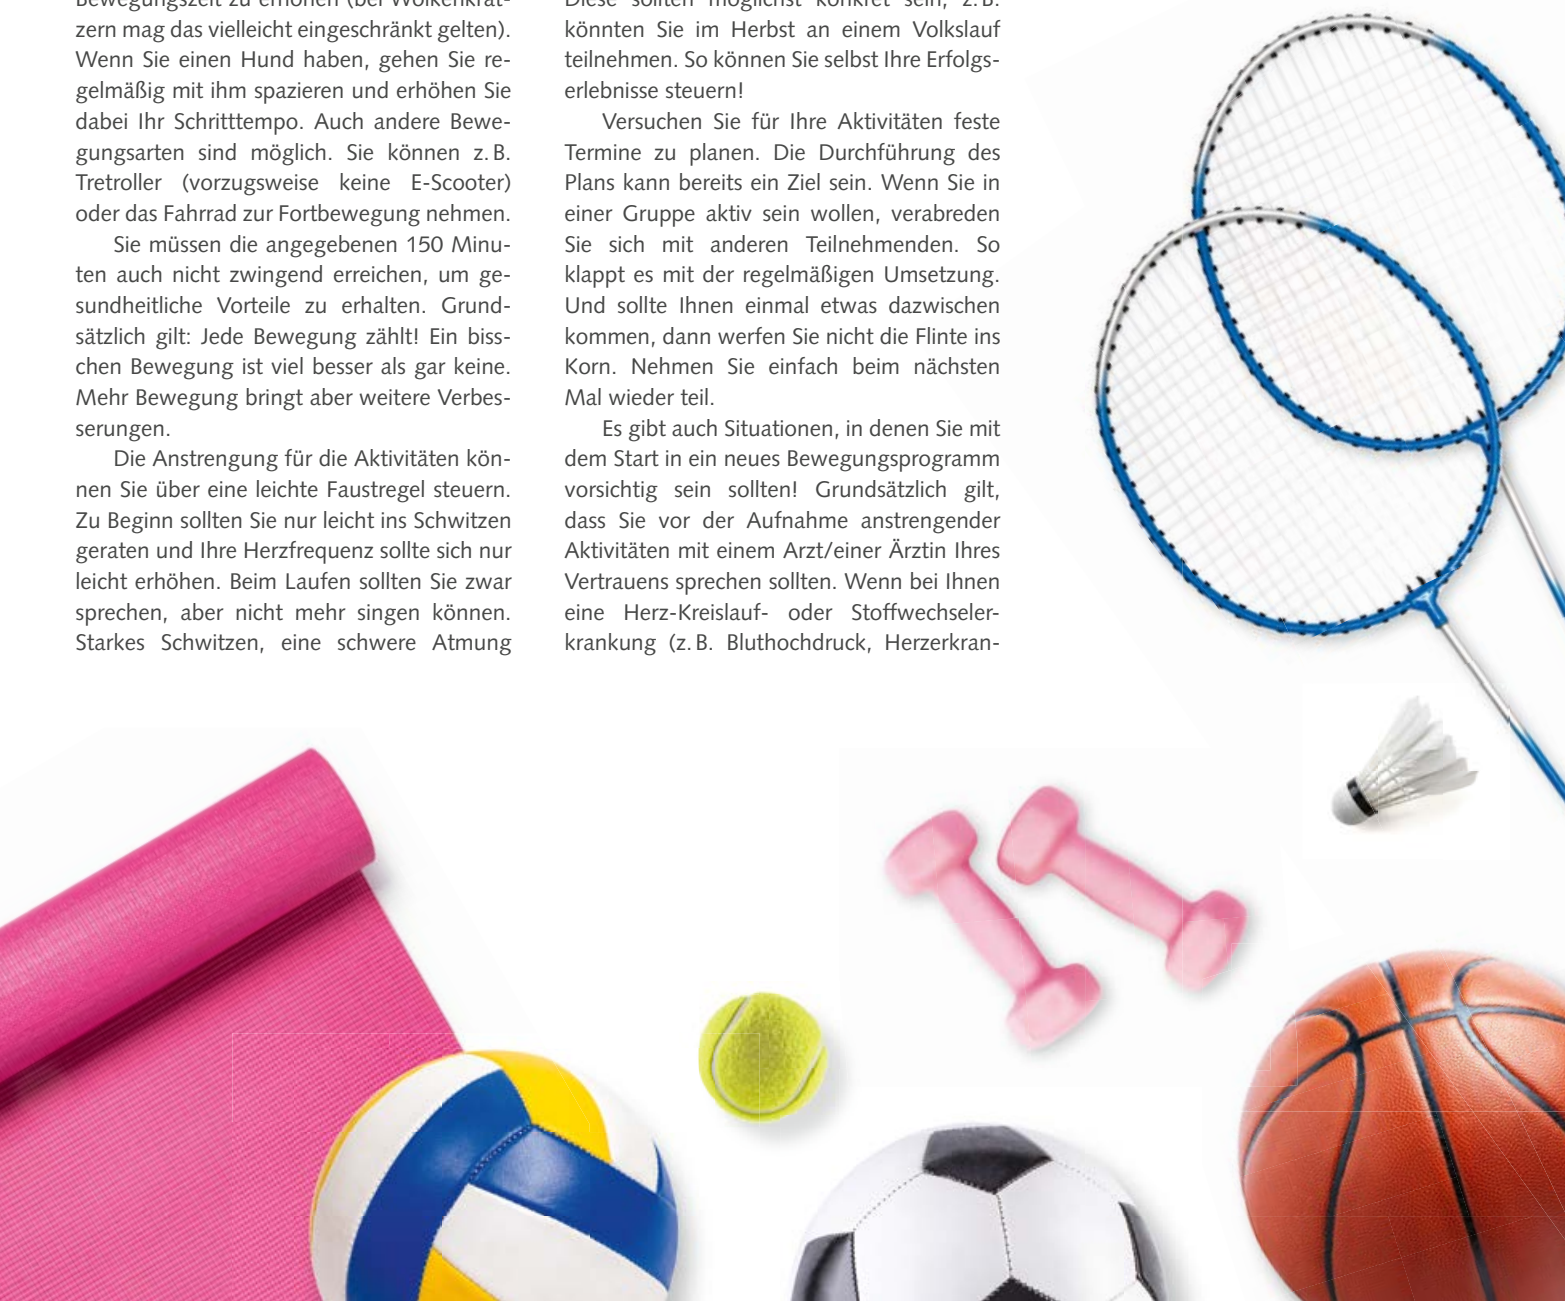 Bewegungszeit zu erhöhen (bei Wolkenkrat-
zern mag das vielleicht eingeschränkt gelten).
Wenn Sie einen Hund haben, gehen Sie re-
gelmäßig mit ihm spazieren und erhöhen Sie
dabei Ihr Schritttempo. Auch andere Bewe-
gungsarten sind möglich. Sie können z. B.
Tretroller (vorzugsweise keine E-Scooter)
oder das Fahrrad zur Fortbewegung nehmen.
Sie müssen die angegebenen 150 Minu-
ten auch nicht zwingend erreichen, um ge-
sundheitliche Vorteile zu erhalten. Grund-
sätzlich gilt: Jede Bewegung zählt! Ein biss-
chen Bewegung ist viel besser als gar keine.
Mehr Bewegung bringt aber weitere Verbes-
serungen.
Die Anstrengung für die Aktivitäten kön-
nen Sie über eine leichte Faustregel steuern.
Zu Beginn sollten Sie nur leicht ins Schwitzen
geraten und Ihre Herzfrequenz sollte sich nur
leicht erhöhen. Beim Laufen sollten Sie zwar
sprechen, aber nicht mehr singen können.
Starkes Schwitzen, eine schwere Atmung
Diese sollten möglichst konkret sein, z. B.
könnten Sie im Herbst an einem Volkslauf
teilnehmen. So können Sie selbst Ihre Erfolgs-
erlebnisse steuern!
Versuchen Sie für Ihre Aktivitäten feste
Termine zu planen. Die Durchführung des
Plans kann bereits ein Ziel sein. Wenn Sie in
einer Gruppe aktiv sein wollen, verabreden
Sie sich mit anderen Teilnehmenden. So
klappt es mit der regelmäßigen Umsetzung.
Und sollte Ihnen einmal etwas dazwischen
kommen, dann werfen Sie nicht die Flinte ins
Korn. Nehmen Sie einfach beim nächsten
Mal wieder teil.
Es gibt auch Situationen, in denen Sie mit
dem Start in ein neues Bewegungsprogramm
vorsichtig sein sollten! Grundsätzlich gilt,
dass Sie vor der Aufnahme anstrengender
Aktivitäten mit einem Arzt/einer Ärztin Ihres
Vertrauens sprechen sollten. Wenn bei Ihnen
eine Herz-Kreislauf- oder Stoffwechseler-
krankung (z. B. Bluthochdruck, Herzerkran-